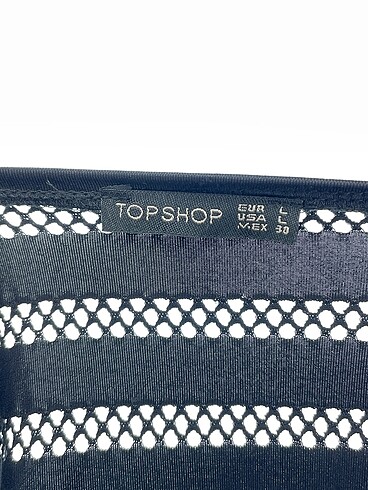 TOPSHOP
EUR L
USA L
MEX 30